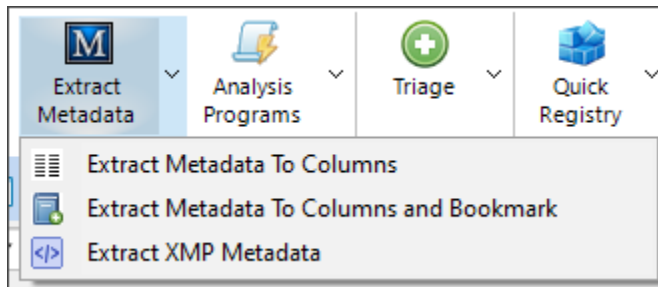 M
Extract
Metadata
Analysis
Programs
Triage
Quick
Registry
Extract Metadata To Columns
Extract Metadata To Columns and Bookmark
</> Extract XMP Metadata